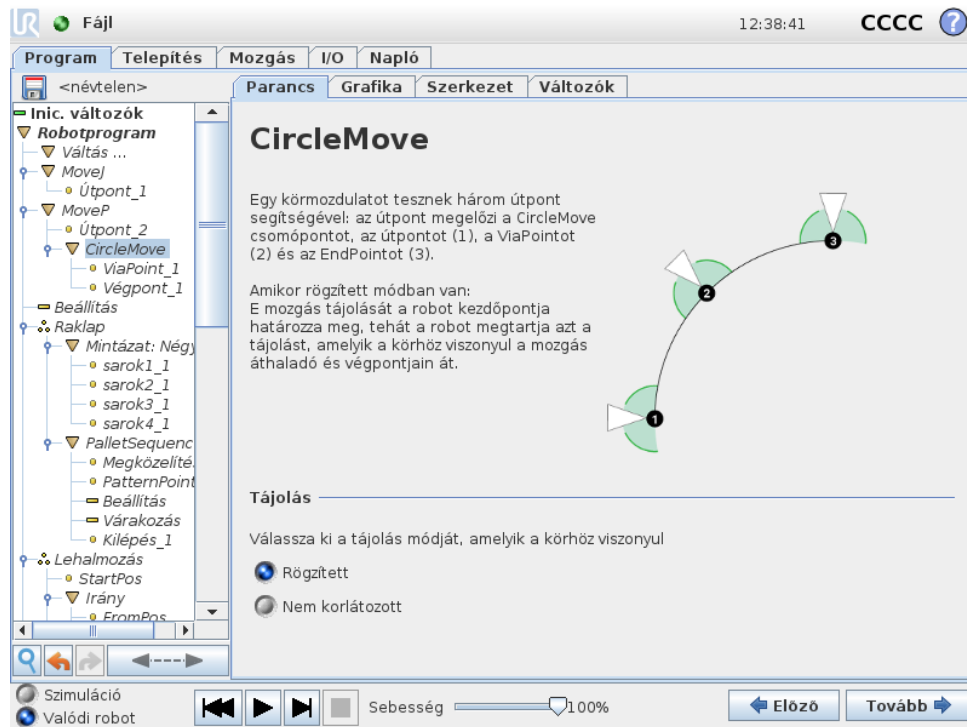 Fájl
12:38:41
CCCC
?
Program
Telepítés
Mozgás
I/O
Napló
<névtelen>
Parancs
Grafika
Szerkezet
Változók
Inic. változók
Robotprogram
Váltás ...
MoveJ
Útpont_1
MoveP
Útpont_2
CircleMove
ViaPoint_1
Végpont_1
Beállítás
Raklap
Mintázat: Négy
sarok1_1
sarok2_1
sarok3_1
sarok4_1
PalletSequenc
Megközelíté
PatternPoint
Beállítás
Várakozás
Kilépés_1
Lehalmozás
StartPos
Irány
FromPos
CircleMove
Egy körmozdulatot tesznek három útpont
segítségével: az útpont megelőzi a CircleMove
csomópontot, az útpontot (1), a ViaPointot
(2) és az EndPointot (3).
Amikor rögzített módban van:
E mozgás tájolását a robot kezdőpontja
határozza meg, tehát a robot megtartja azt a
tájolást, amelyik a körhöz viszonyul a mozgás
áthaladó és végpontjain át.
3
2
1
Tájolás
Válassza ki a tájolás módját, amelyik a körhöz viszonyul
Rögzített
Nem korlátozott
Szimuláció
Valódi robot
Sebesség
100%
Előző
Tovább